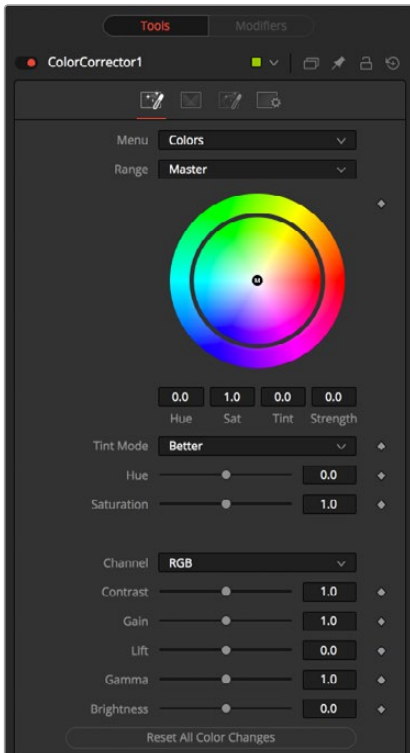 Tools Modifiers
ColorCorrector1
Menu Colors
Range Master
M
0.0 1.0 0.0 0.0
Hue Sat Tint Strength
Tint Mode Better
Hue 0.0
Saturation 1.0
Channel RGB
Contrast 1.0
Gain 1.0
Lift 0.0
Gamma 1.0
Brightness 0.0
Reset All Color Changes